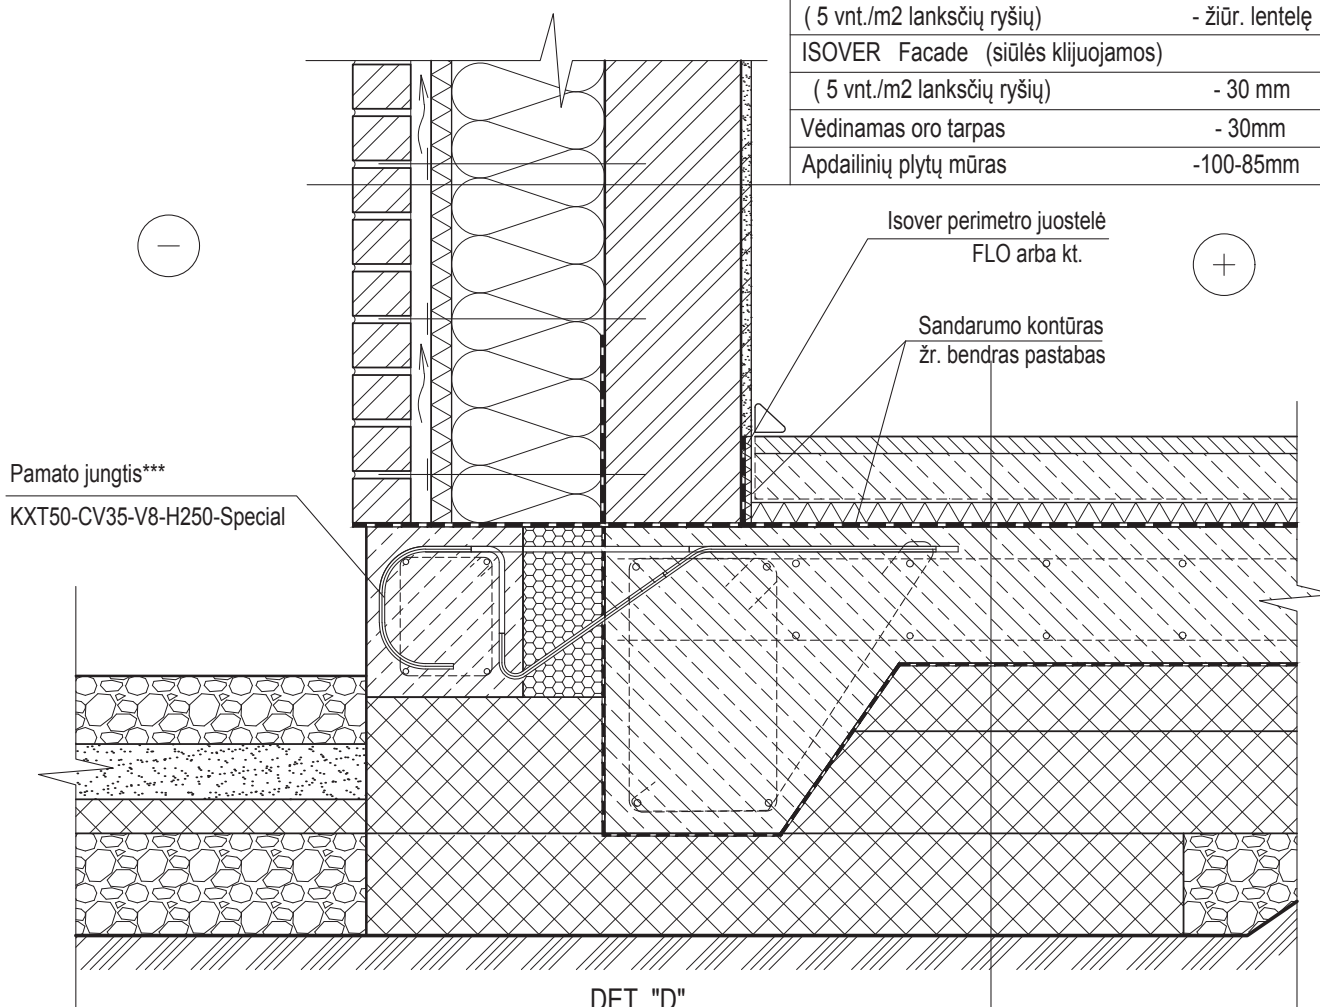 ( 5 vnt./m2 lanksčių ryšių) - žiūr. lentelę
ISOVER Facade (siūlės klijuojamos)
( 5 vnt./m2 lanksčių ryšių) - 30 mm
Vėdinamas oro tarpas - 30mm
Apdailinių plytų mūras -100-85mm
Isover perimetro juostelė
FLO arba kt.
− +
Sandarumo kontūras
žr. bendras pastabas
Pamato jungtis***
KXT50-CV35-V8-H250-Special
DET. "D"